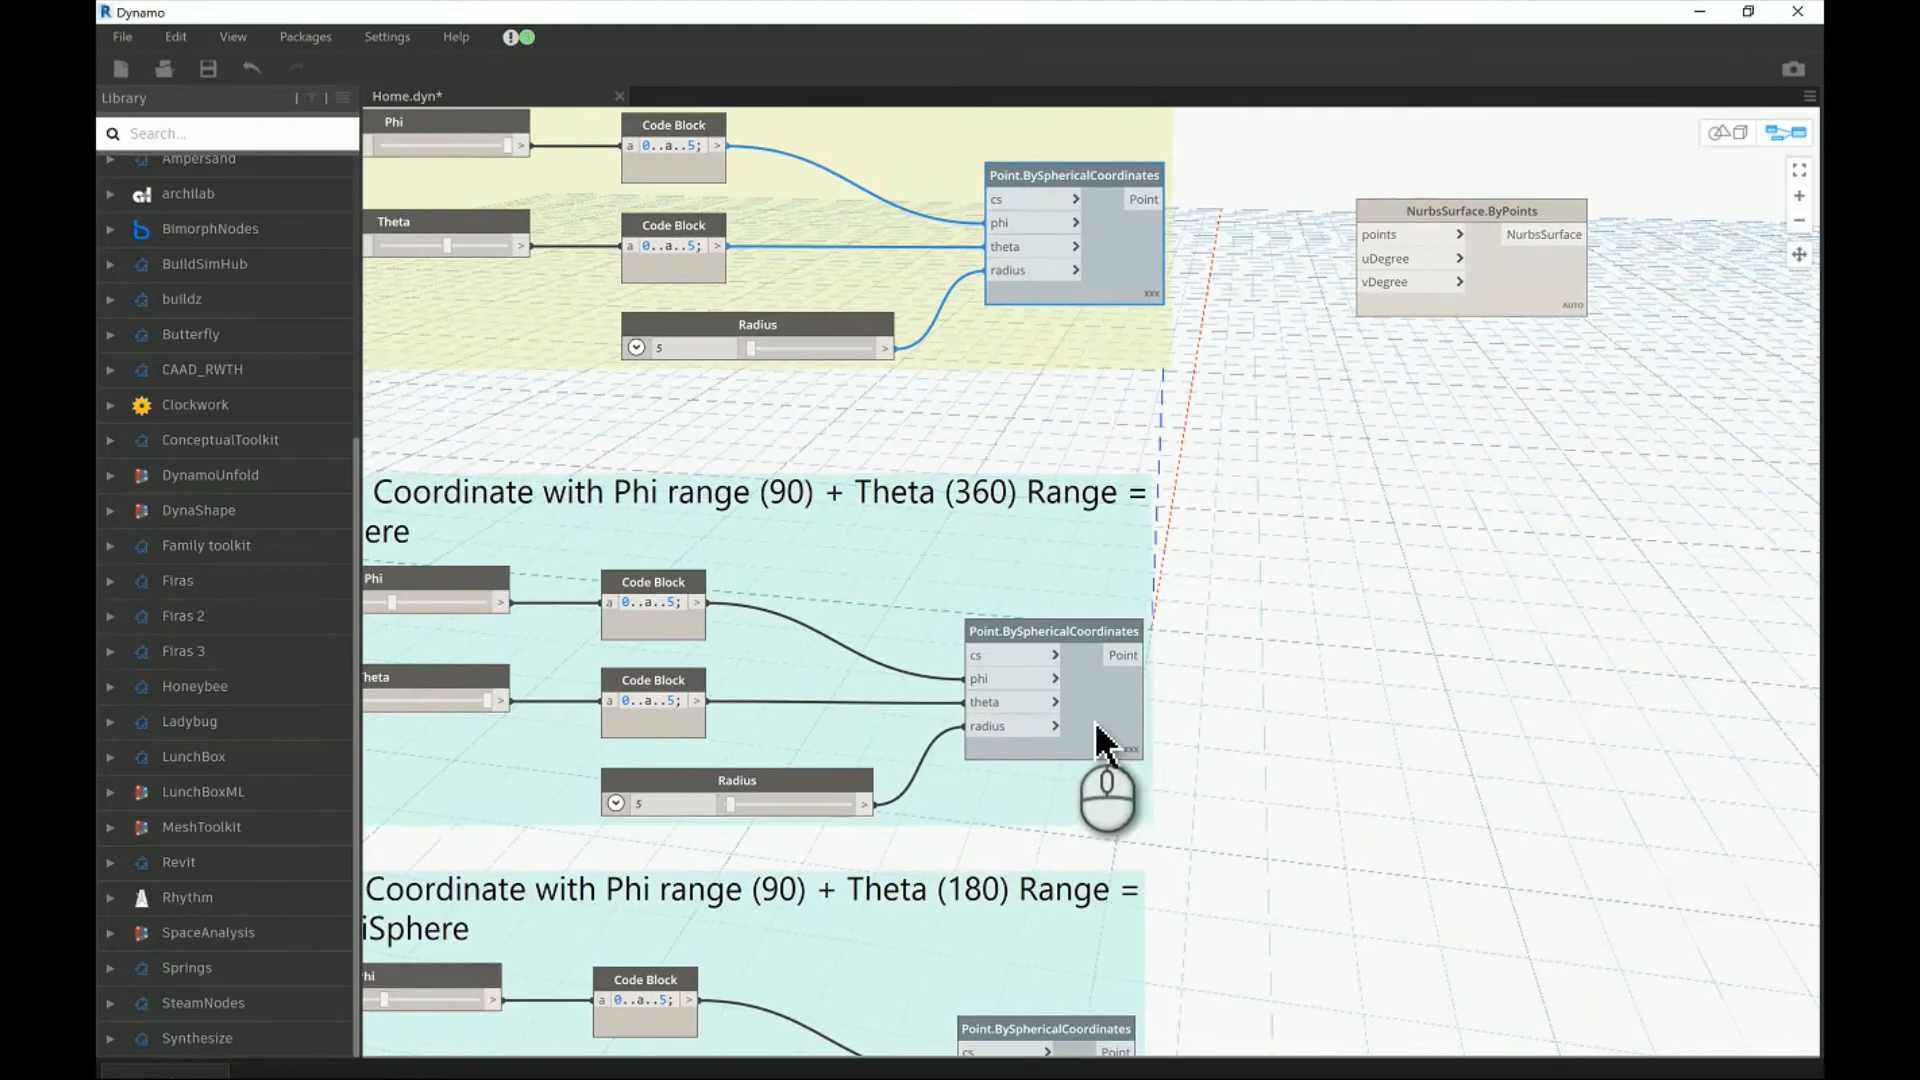 Dynamo
File Edit View Packages Settings Help
Library
Home.dyn*
Search...
Ampersand
archilab
BimorphNodes
BuildSimHub
buildz
Butterfly
CAAD_RWTH
Clockwork
ConceptualToolkit
DynamoUnfold
DynaShape
Family toolkit
Firas
Firas 2
Firas 3
Honeybee
Ladybug
LunchBox
LunchBoxML
MeshToolkit
Revit
Rhythm
SpaceAnalysis
Springs
SteamNodes
Synthesize
Phi
>
Code Block
a 0..a..5; >
Theta
>
Code Block
a 0..a..5; >
Radius
5 >
Point.BySphericalCoordinates
cs > Point
phi >
theta >
radius >
XXX
NurbsSurface.ByPoints
points > NurbsSurface
uDegree >
vDegree >
AUTO
Coordinate with Phi range (90) + Theta (360) Range =
ere
Phi
>
Code Block
a 0..a..5; >
heta
>
Code Block
a 0..a..5; >
Radius
5 >
Point.BySphericalCoordinates
cs > Point
phi >
theta >
radius >
XXX
Coordinate with Phi range (90) + Theta (180) Range =
iSphere
hi
>
Code Block
a 0..a..5; >
Point.BySphericalCoordinates
cs > Point